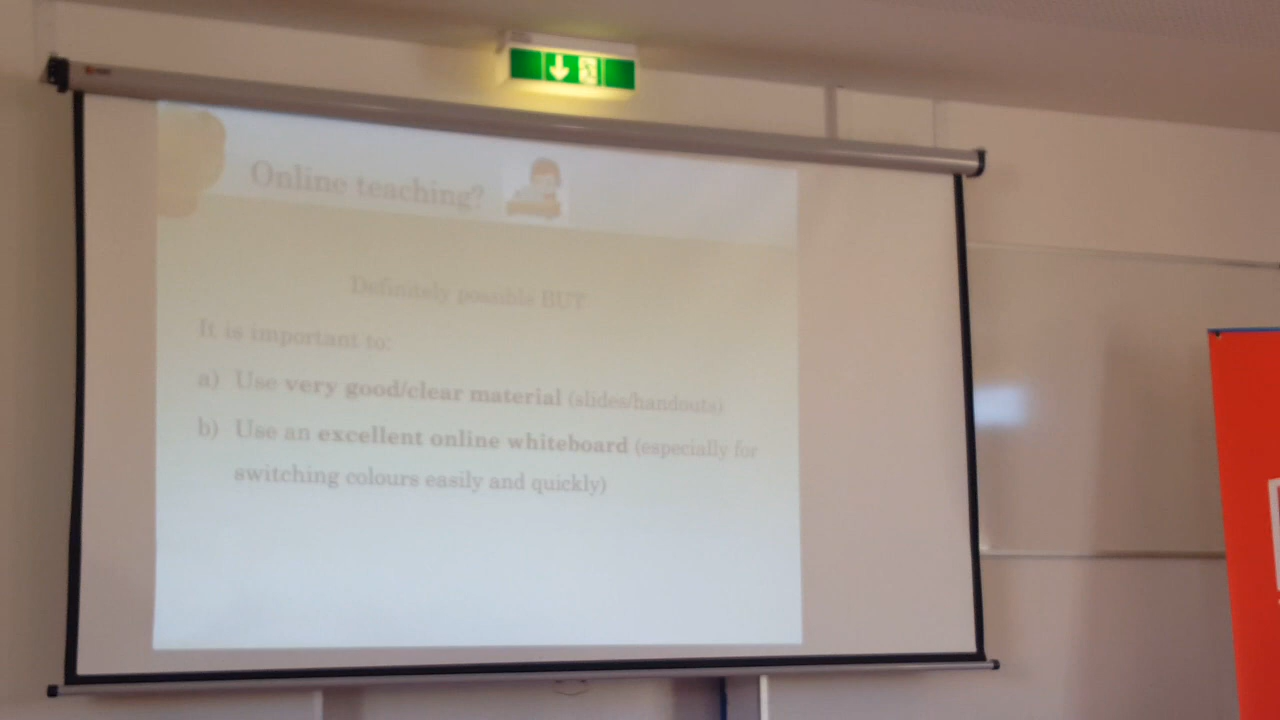 Online teaching?
Definitely possible BUT
It is important to:
a) Use very good/clear material (slides/handouts)
b) Use an excellent online whiteboard (especially for
switching colours easily and quickly)